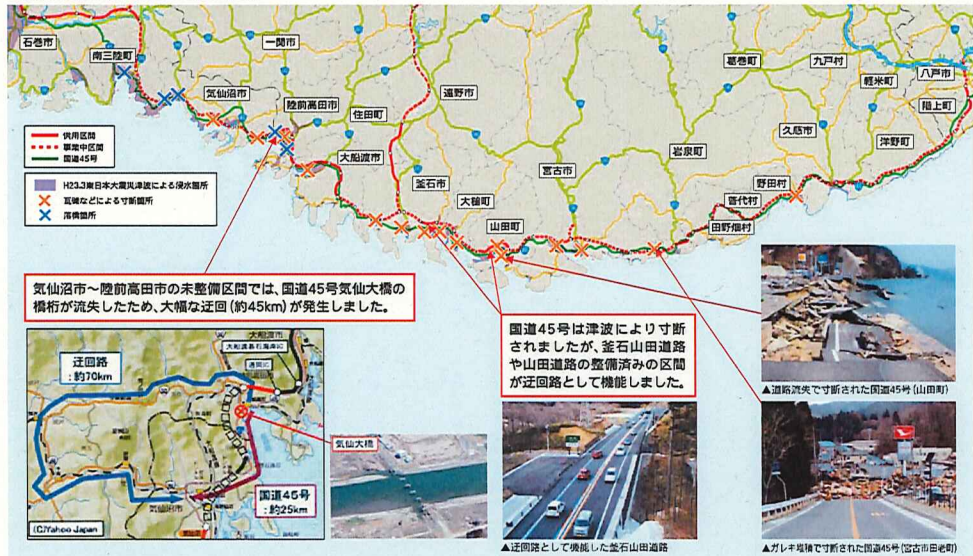 石巻市
南三陸町
一関市
気仙沼市
陸前高田市
住田町
遠野市
大船渡市
釜石市
大槌町
宮古市
山田町
岩泉町
葛巻町
九戸村
軽米町
八戸市
階上町
久慈市
洋野町
野田村
普代村
田野畑村
供用区間
事業中区間
国道45号
H23.3東日本大震災津波による浸水箇所
瓦礫などによる寸断箇所
落橋箇所
気仙沼市~陸前高田市の未整備区間では、国道45号気仙大橋の
橋桁が流失したため、大幅な迂回(約45km)が発生しました。
国道45号は津波により寸断
されましたが、釜石山田道路
や山田道路の整備済みの区間
が迂回路として機能しました。
迂回路
:約70km
大船渡市
気仙大橋
気仙沼市
国道45号
:約25km
(C)Yahoo Japan
▲迂回路として機能した釜石山田道路
▲道路流失で寸断された国道45号(山田町)
▲ガレキ堆積で寸断された国道45号(宮古市田老町)